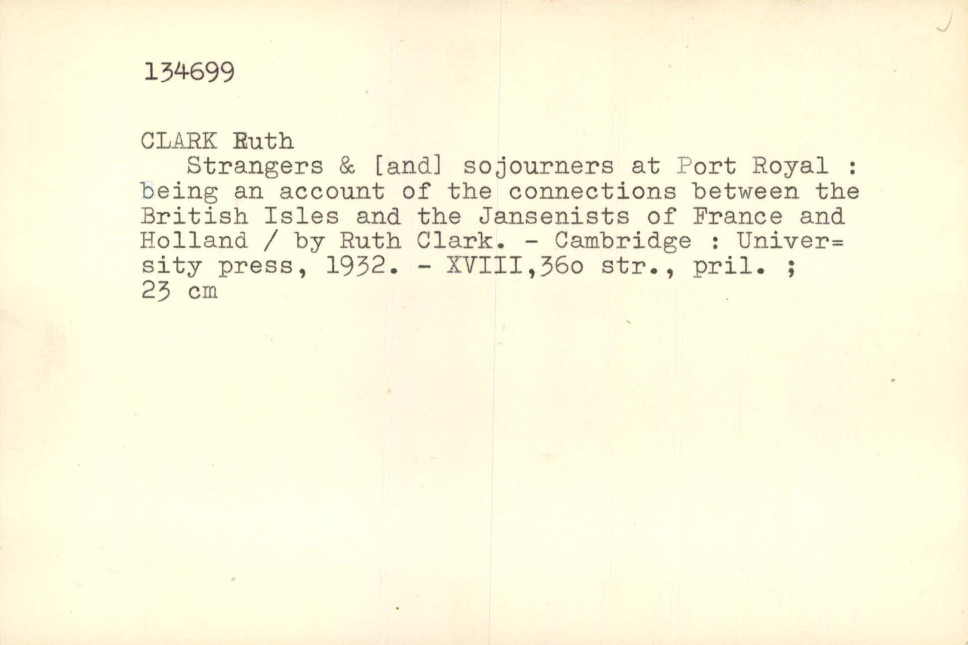 134699
CLARK Ruth
Strangers & [and] sojourners at Port Royal :
being an account of the connections between the
British Isles and the Jansenists of France and
Holland / by Ruth Clark. - Cambridge : Univer=
sity press, 1932. - XVIII,36o str., pril. ;
23 cm